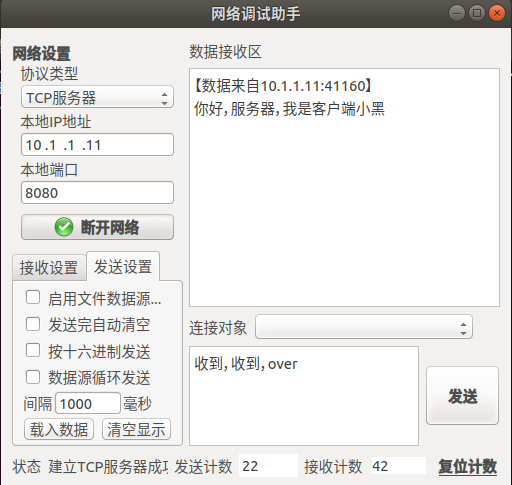 网络调试助手
网络设置
协议类型
TCP服务器
本地IP地址
10 .1 .1 .11
本地端口
8080
断开网络
接收设置 发送设置
启用文件数据源...
发送完自动清空
按十六进制发送
数据源循环发送
间隔 1000 毫秒
载入数据 清空显示
数据接收区
【数据来自10.1.1.11:41160】
你好,服务器,我是客户端小黑
连接对象
收到,收到,over
发送
状态 建立TCP服务器成 发送计数 22 接收计数 42 复位计数